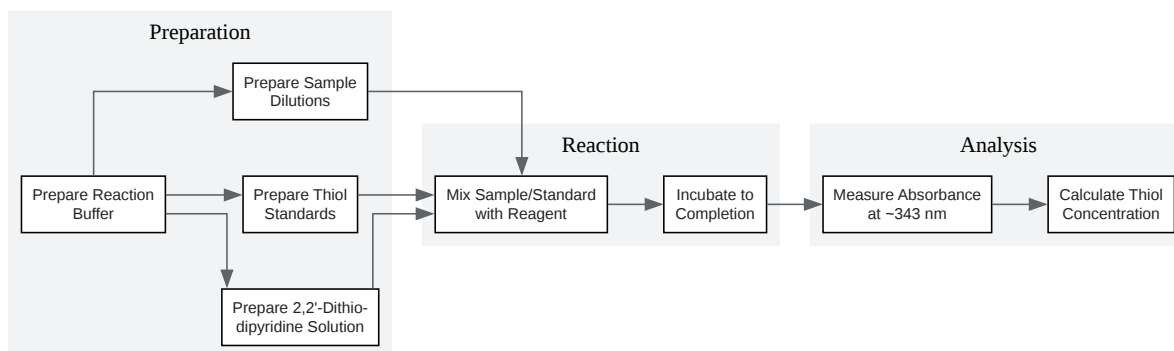 Preparation
Prepare Sample
Dilutions
Reaction
Analysis
Prepare Reaction
Buffer
Prepare Thiol
Standards
Mix Sample/Standard
with Reagent
Incubate to
Completion
Measure Absorbance
at ~343 nm
Calculate Thiol
Concentration
Prepare 2,2'-Dithio-
dipyridine Solution